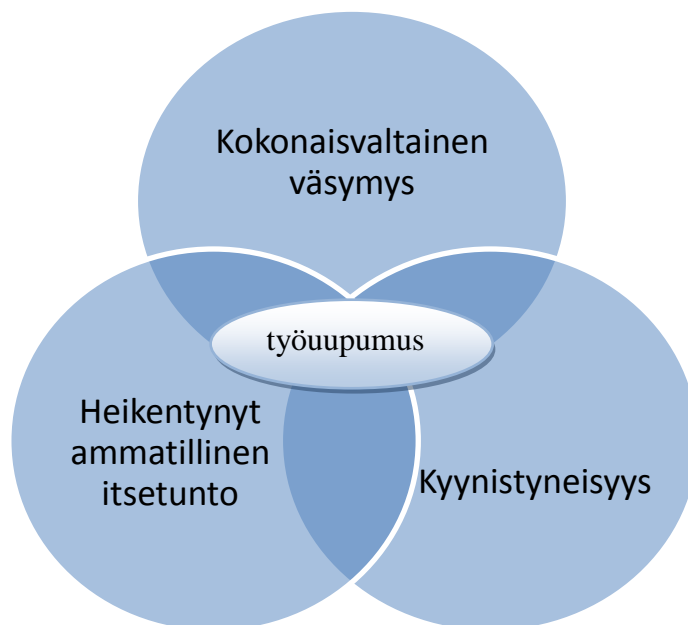 Kokonaisvaltainen
väsymys
työuupumus
Heikentynyt
ammatillinen
itsetunto
Kyynistyneisyys